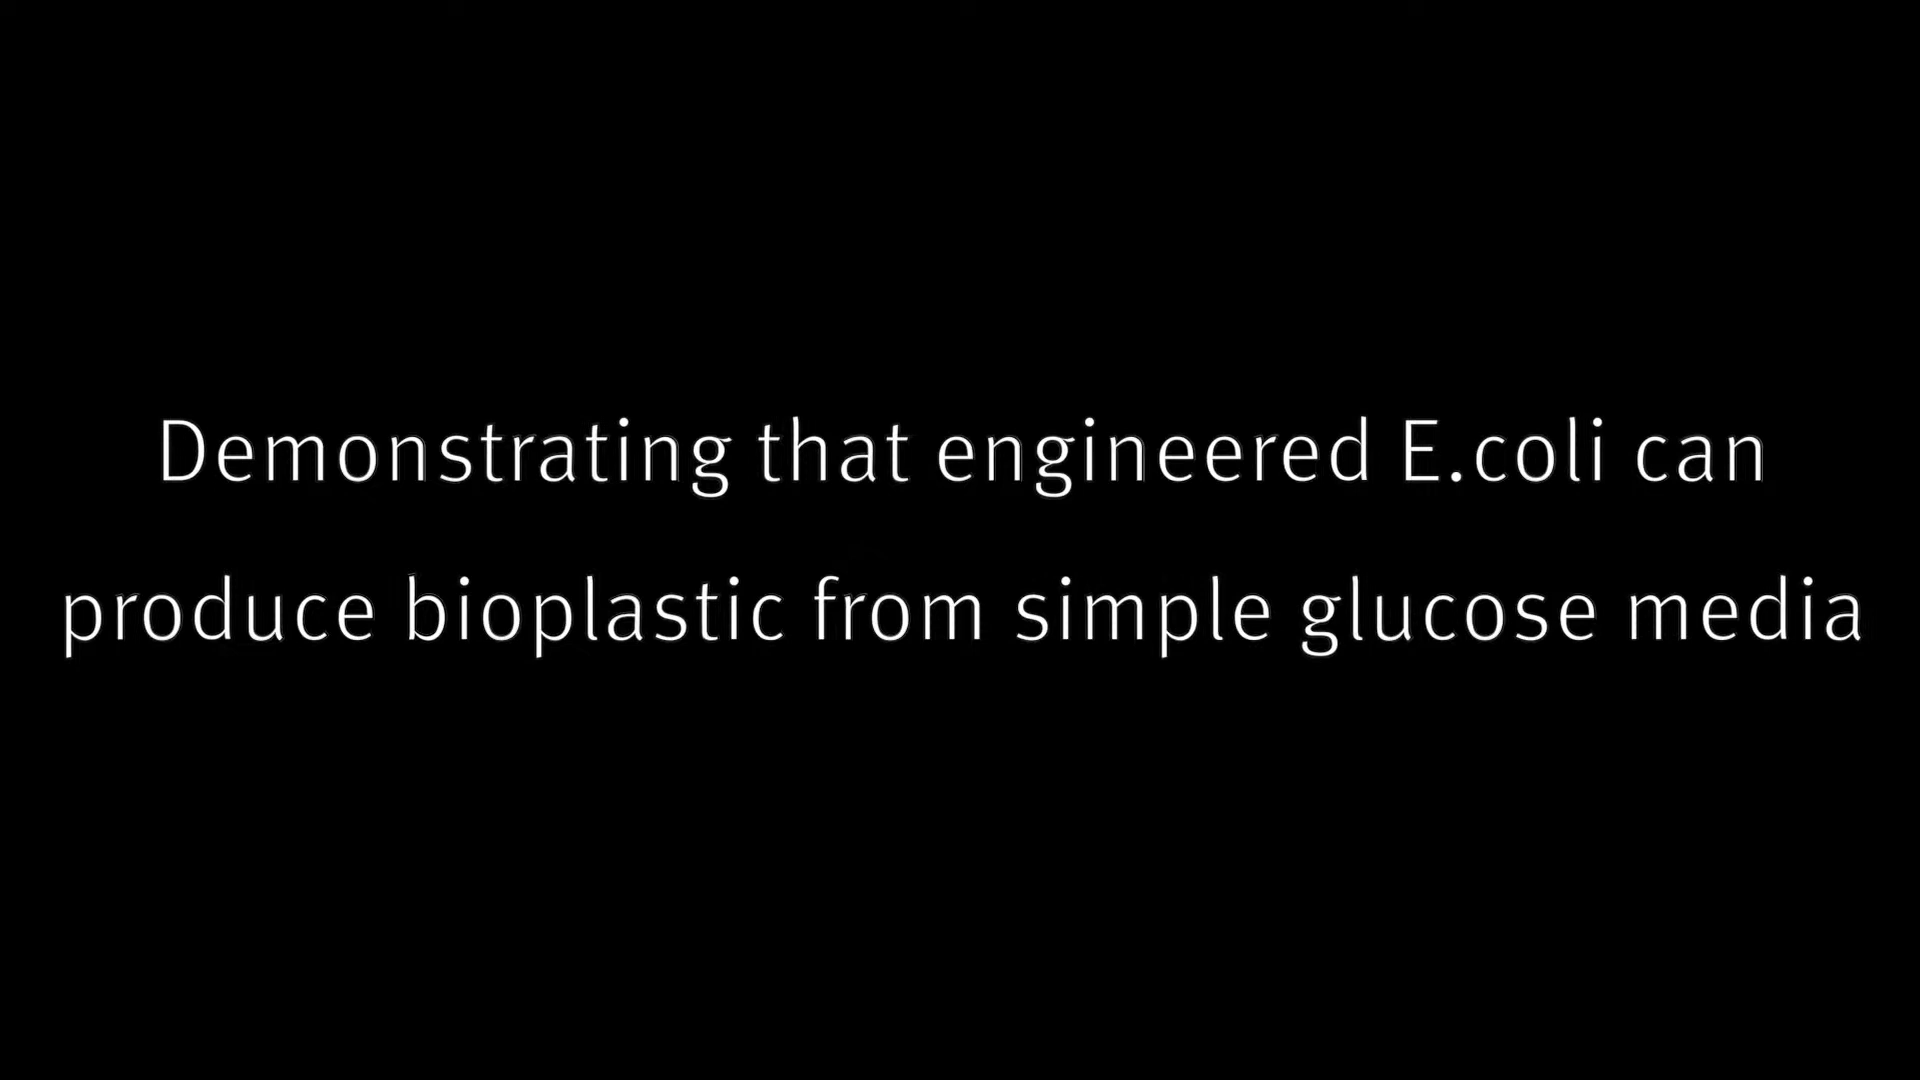 Demonstrating that engineered E.coli can
produce bioplastic from simple glucose media